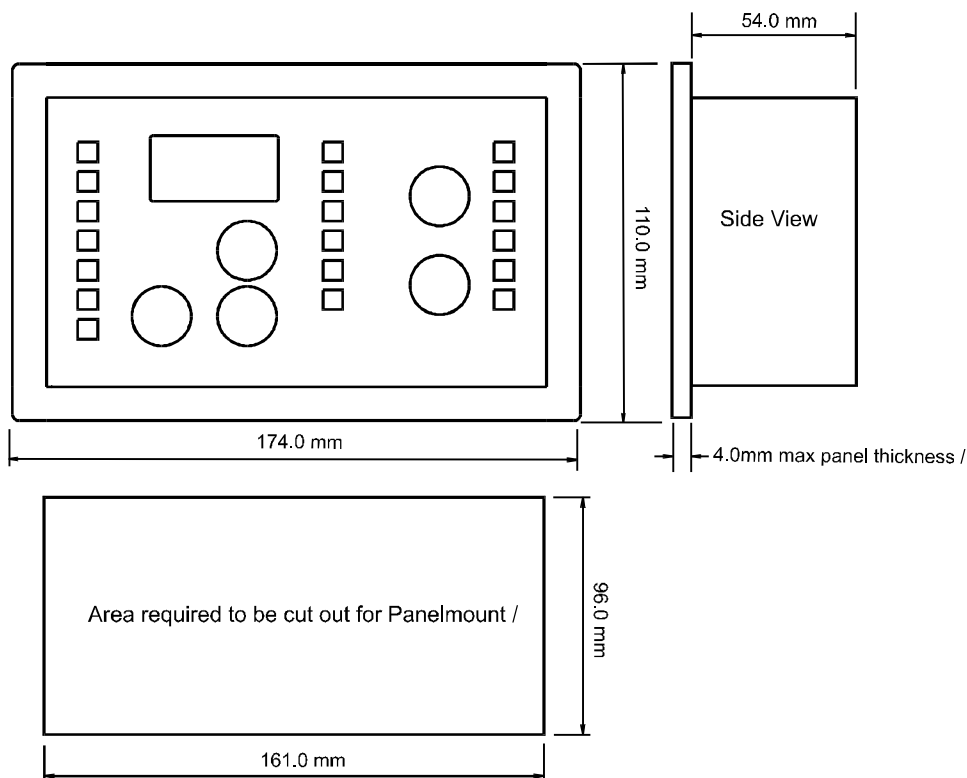 54.0 mm
110.0 mm
Side View
174.0 mm
4.0mm max panel thickness /
Area required to be cut out for Panelmount /
96.0 mm
161.0 mm